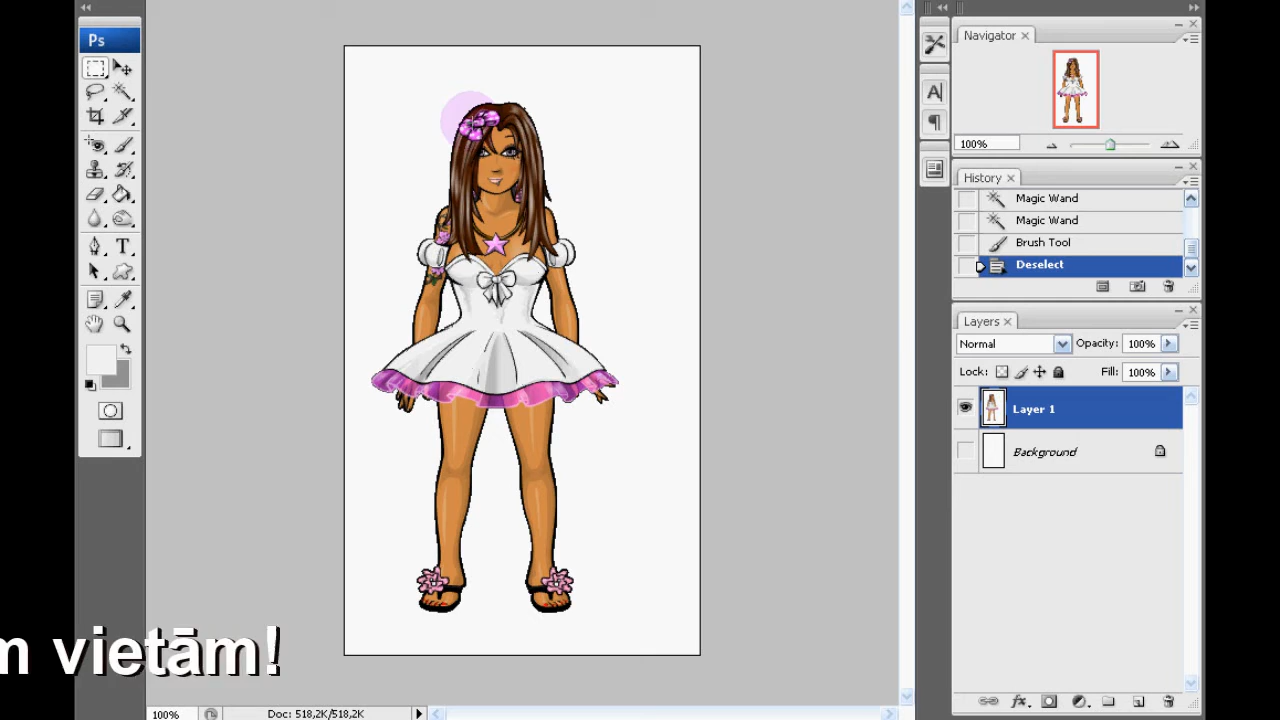 Ps
Navigator
100%
History
Magic Wand
Magic Wand
Brush Tool
Deselect
Layers
Normal
Opacity: 100%
Lock:
Fill: 100%
Layer 1
Background
m vietām!
100%
Doc: 518,2K/518,2K